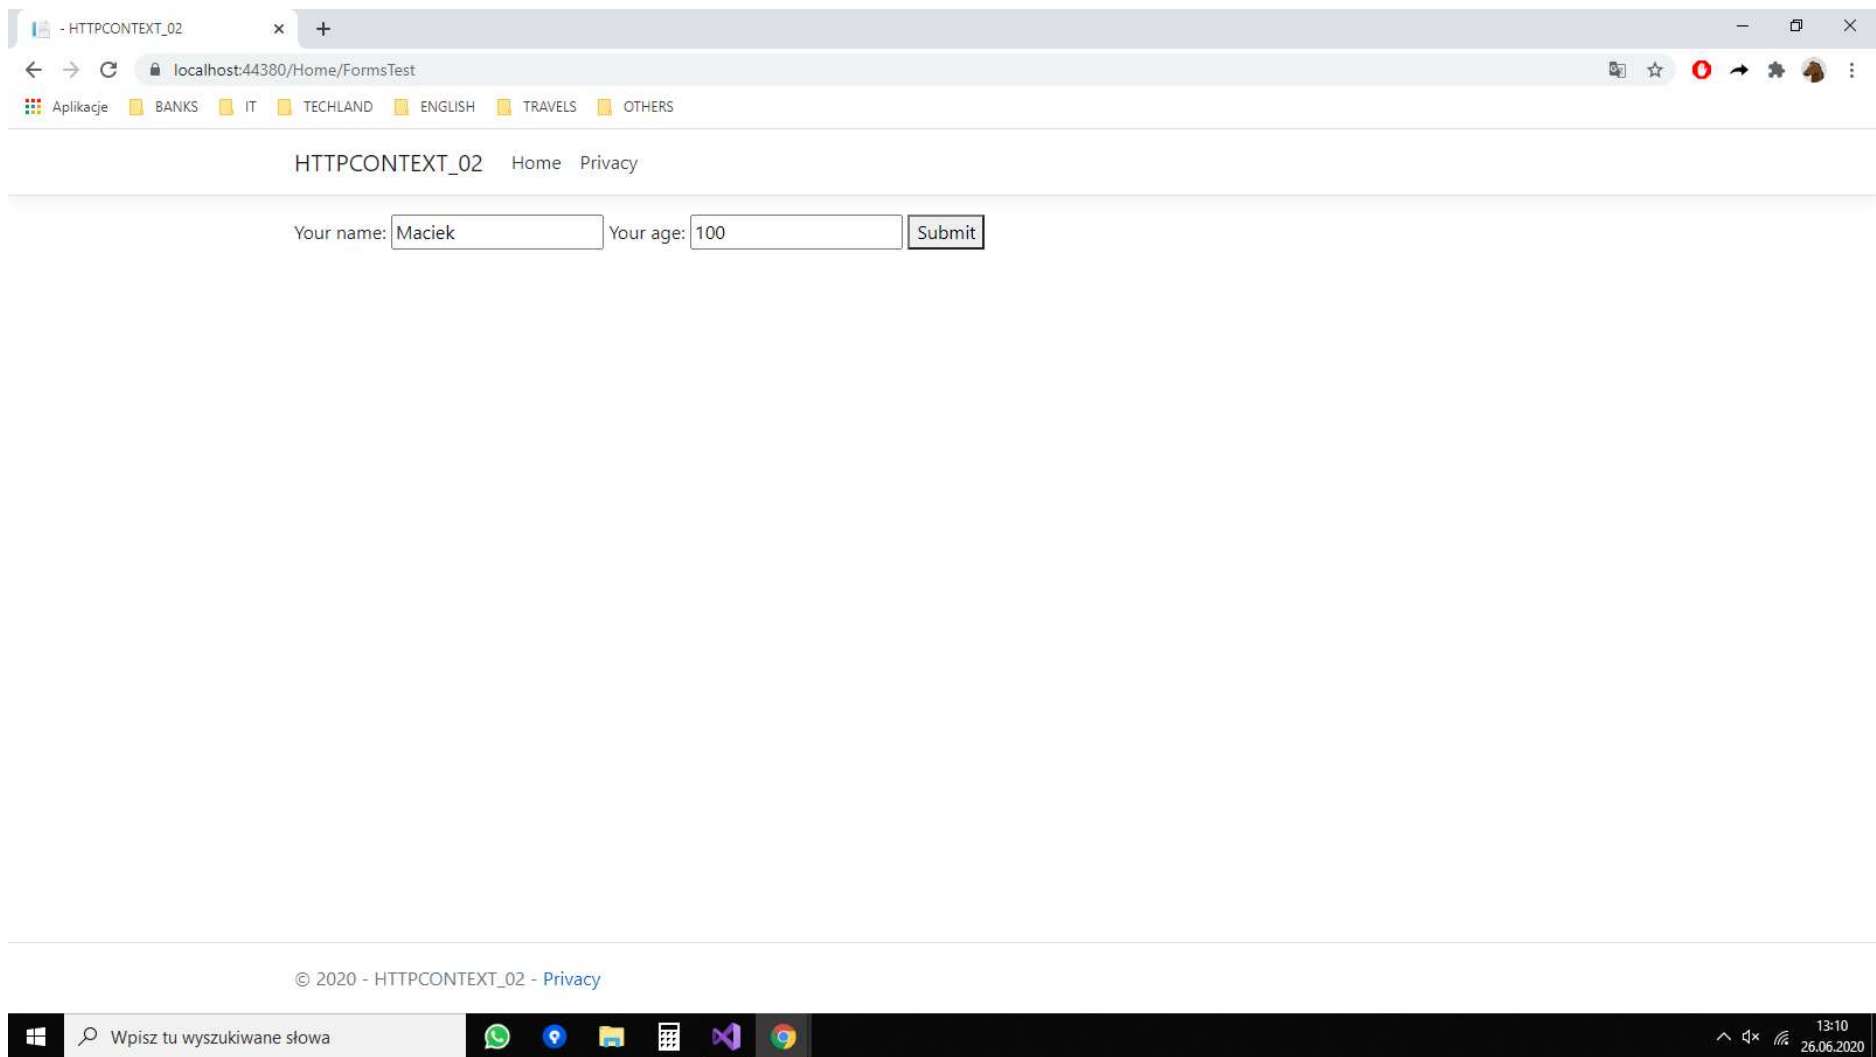 - HTTPCONTEXT_02
localhost:44380/Home/FormsTest
Aplikacje BANKS IT TECHLAND ENGLISH TRAVELS OTHERS
HTTPCONTEXT_02 Home Privacy
Your name: Maciek Your age: 100 Submit
© 2020 - HTTPCONTEXT_02 - Privacy
Wpisz tu wyszukiwane słowa
13:10
26.06.2020